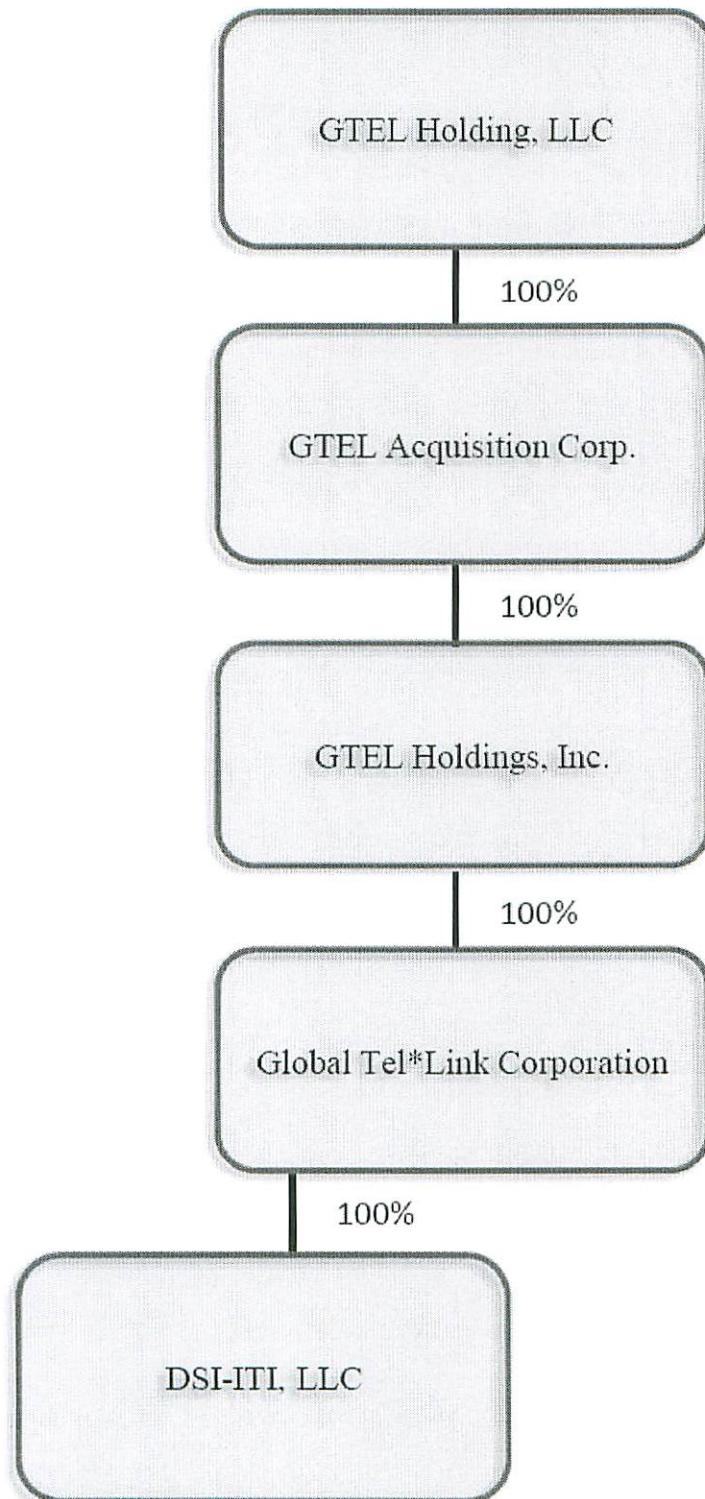 GTEL Holding, LLC
100%
GTEL Acquisition Corp.
100%
GTEL Holdings, Inc.
100%
Global Tel*Link Corporation
100%
DSI-ITI, LLC